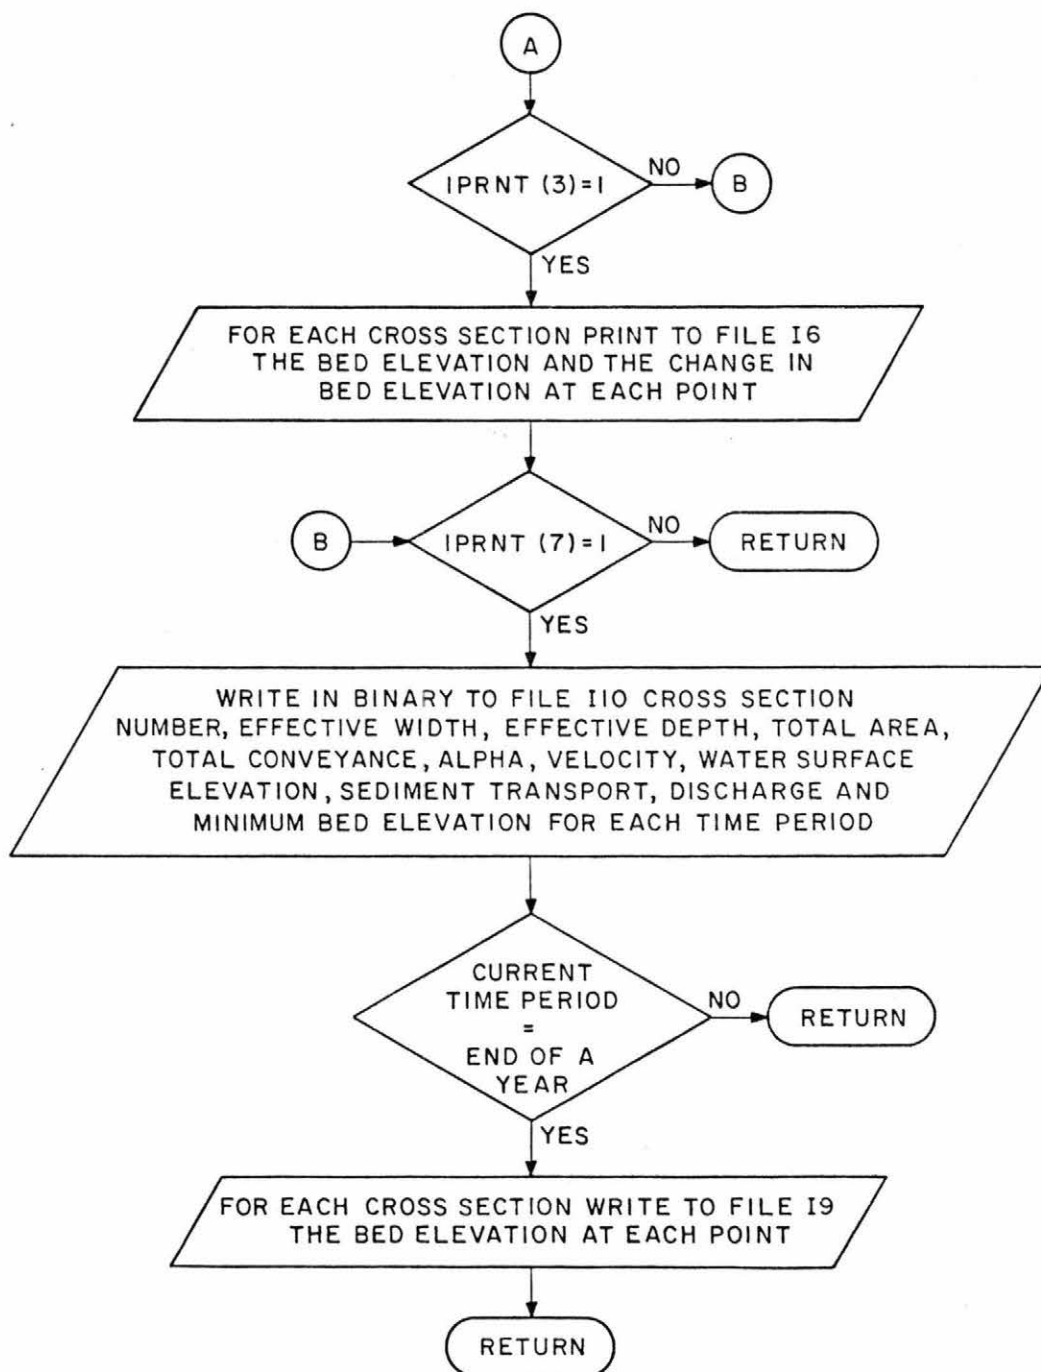 A
IPRNT (3)=1
NO
B
YES
FOR EACH CROSS SECTION PRINT TO FILE I6
THE BED ELEVATION AND THE CHANGE IN
BED ELEVATION AT EACH POINT
B
IPRNT (7)=1
NO
RETURN
YES
WRITE IN BINARY TO FILE I10 CROSS SECTION
NUMBER, EFFECTIVE WIDTH, EFFECTIVE DEPTH, TOTAL AREA,
TOTAL CONVEYANCE, ALPHA, VELOCITY, WATER SURFACE
ELEVATION, SEDIMENT TRANSPORT, DISCHARGE AND
MINIMUM BED ELEVATION FOR EACH TIME PERIOD
CURRENT
TIME PERIOD
=
END OF A
YEAR
NO
RETURN
YES
FOR EACH CROSS SECTION WRITE TO FILE I9
THE BED ELEVATION AT EACH POINT
RETURN